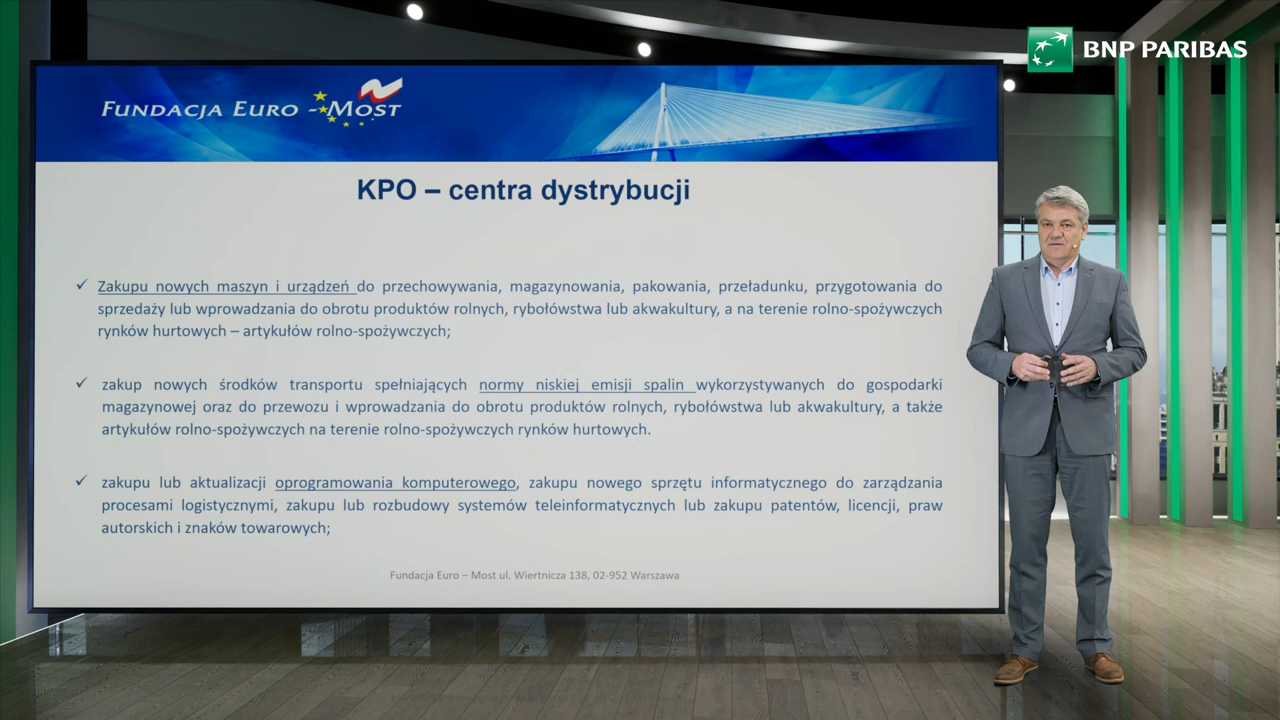 BNP PARIBAS
FUNDACJA EURO - MOST
KPO – centra dystrybucji
✓ Zakupu nowych maszyn i urządzeń do przechowywania, magazynowania, pakowania, przeładunku, przygotowania do
sprzedaży lub wprowadzania do obrotu produktów rolnych, rybołówstwa lub akwakultury, a na terenie rolno-spożywczych
rynków hurtowych – artykułów rolno-spożywczych;
✓ zakup nowych środków transportu spełniających normy niskiej emisji spalin wykorzystywanych do gospodarki
magazynowej oraz do przewozu i wprowadzania do obrotu produktów rolnych, rybołówstwa lub akwakultury, a także
artykułów rolno-spożywczych na terenie rolno-spożywczych rynków hurtowych.
✓ zakupu lub aktualizacji oprogramowania komputerowego, zakupu nowego sprzętu informatycznego do zarządzania
procesami logistycznymi, zakupu lub rozbudowy systemów teleinformatycznych lub zakupu patentów, licencji, praw
autorskich i znaków towarowych;
Fundacja Euro – Most ul. Wiertnicza 138, 02-952 Warszawa